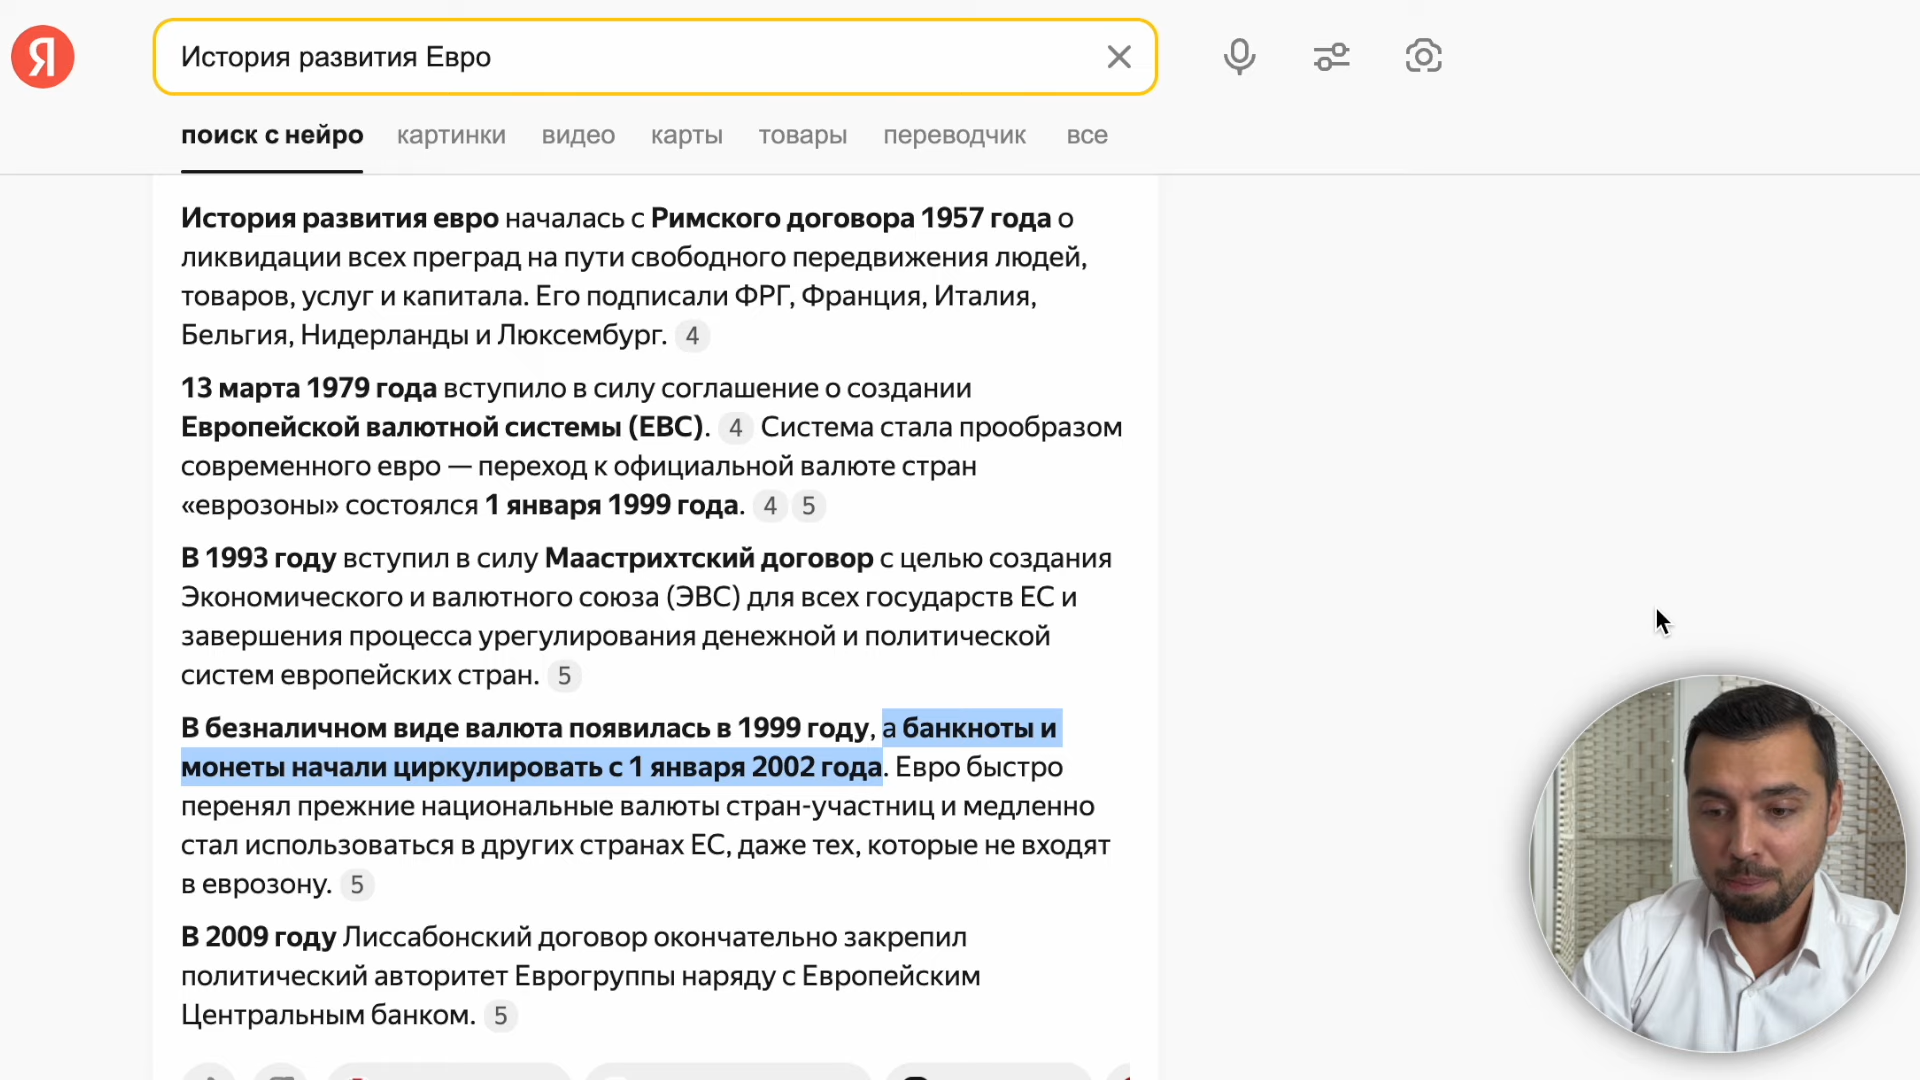 Я
История развития Евро
поиск с нейро картинки видео карты товары переводчик все
История развития евро началась с Римского договора 1957 года о
ликвидации всех преград на пути свободного передвижения людей,
товаров, услуг и капитала. Его подписали ФРГ, Франция, Италия,
Бельгия, Нидерланды и Люксембург. 4
13 марта 1979 года вступило в силу соглашение о создании
Европейской валютной системы (ЕВС). 4 Система стала прообразом
современного евро — переход к официальной валюте стран
«еврозоны» состоялся 1 января 1999 года. 4 5
В 1993 году вступил в силу Маастрихтский договор с целью создания
Экономического и валютного союза (ЭВС) для всех государств ЕС и
завершения процесса урегулирования денежной и политической
систем европейских стран. 5
В безналичном виде валюта появилась в 1999 году, а банкноты и
монеты начали циркулировать с 1 января 2002 года. Евро быстро
перенял прежние национальные валюты стран-участниц и медленно
стал использоваться в других странах ЕС, даже тех, которые не входят
в еврозону. 5
В 2009 году Лиссабонский договор окончательно закрепил
политический авторитет Еврогруппы наряду с Европейским
Центральным банком. 5